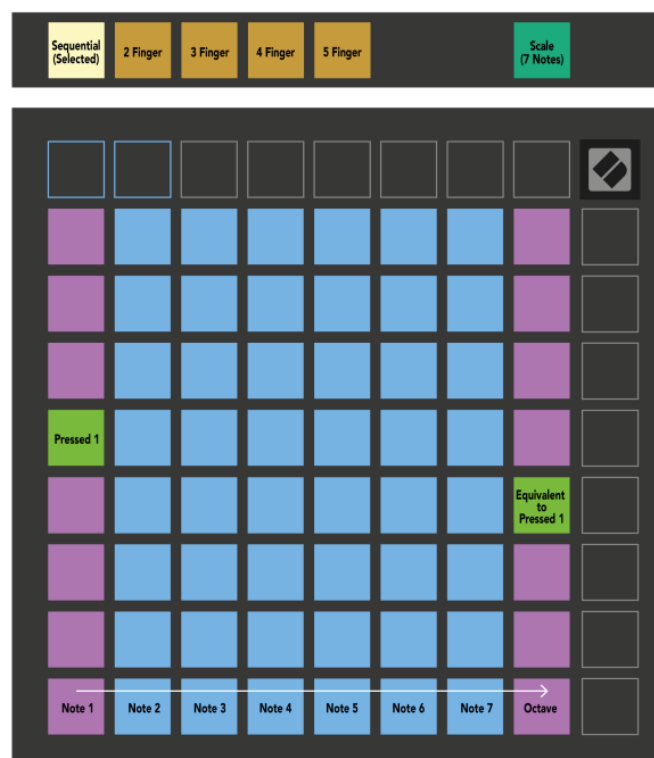 Sequential
(Selected)
2 Finger
3 Finger
4 Finger
5 Finger
Scale
(7 Notes)
Pressed 1
Equivalent
to
Pressed 1
Note 1
Note 2
Note 3
Note 4
Note 5
Note 6
Note 7
Octave